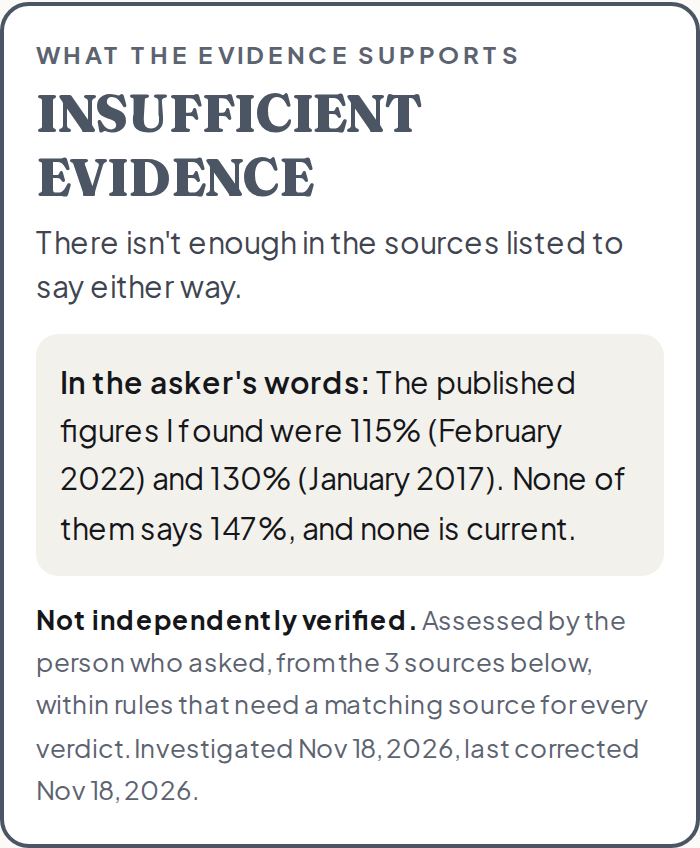 WHAT THE EVIDENCE SUPPORTS
INSUFFICIENT
EVIDENCE
There isn't enough in the sources listed to
say either way.
In the asker's words: The published
figures I found were 115% (February
2022) and 130% (January 2017). None of
them says 147%, and none is current.
Not independently verified. Assessed by the
person who asked, from the 3 sources below,
within rules that need a matching source for every
verdict. Investigated Nov 18, 2026, last corrected
Nov 18, 2026.